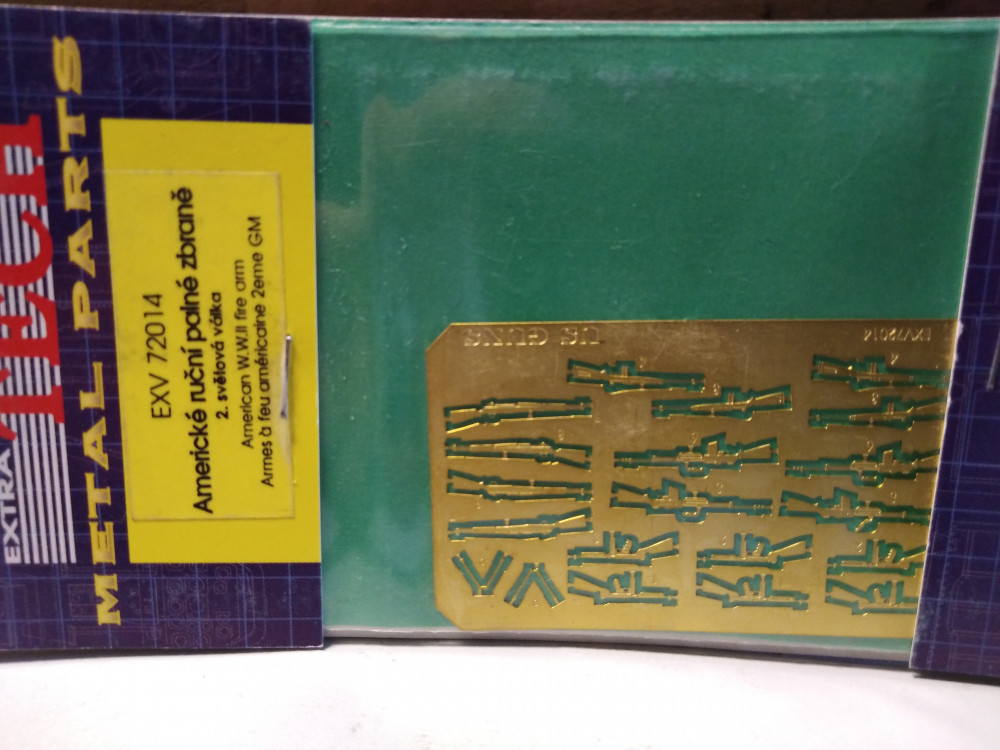 EXTRA
TECH
METAL PARTS
EXV 72014
Americké ruční palné zbraně
2. světová válka
American W.W.II fire arm
Armes à feu américaine 2eme GM
US GUNS
EXV72014